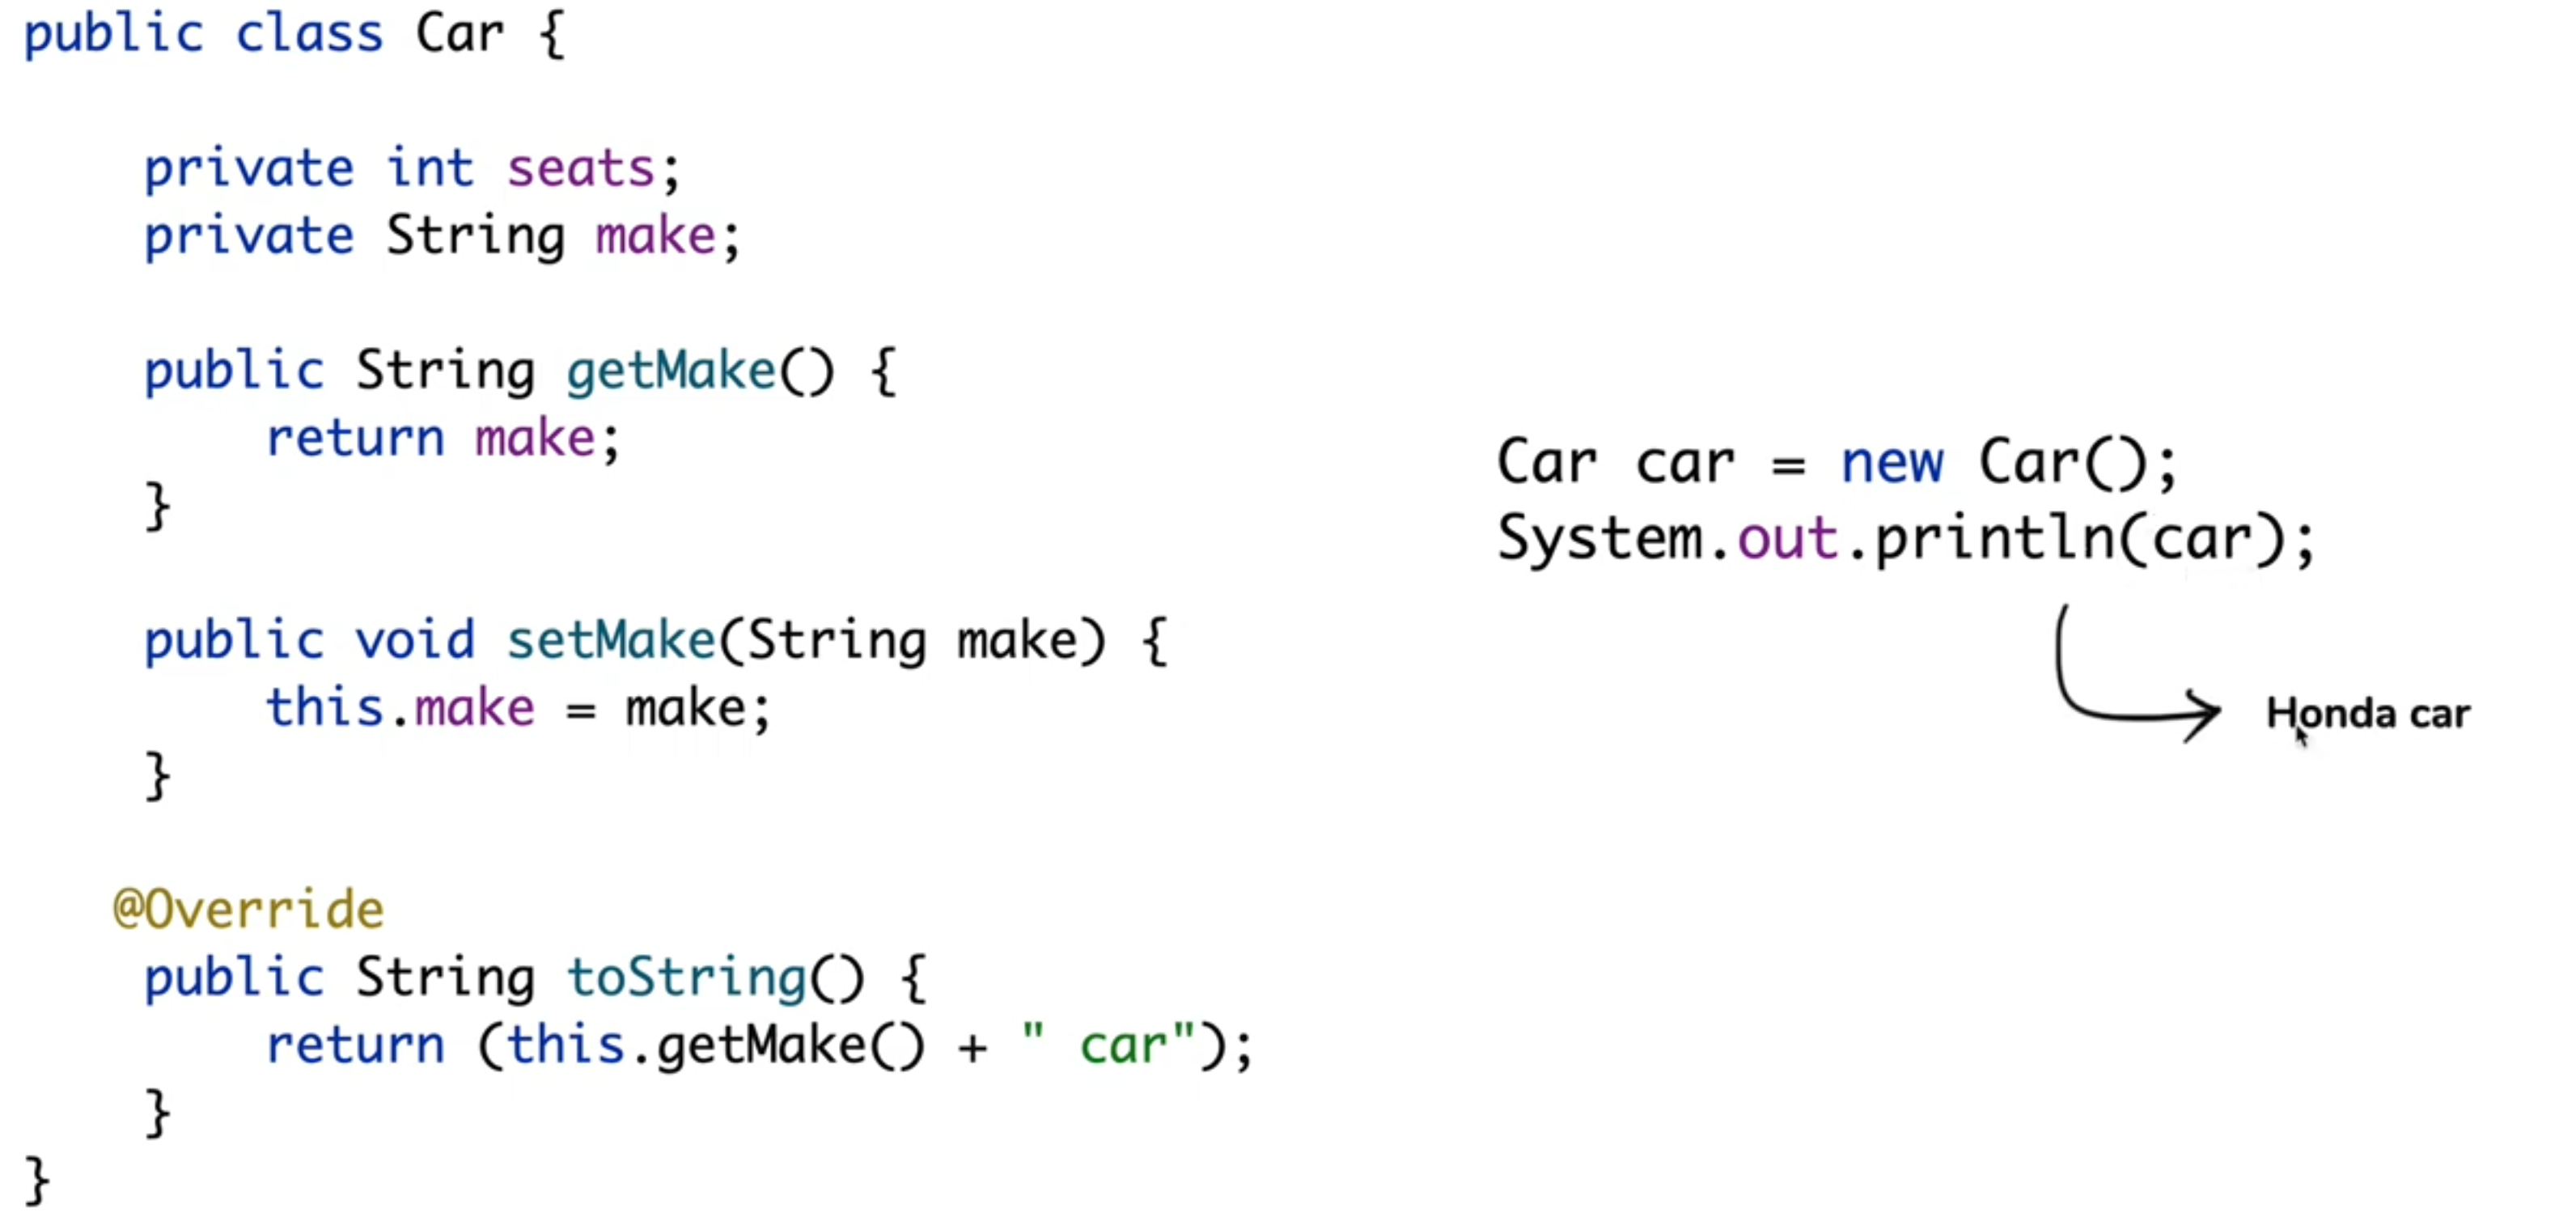 public class Car {
private int seats;
private String make;
public String getMake() {
return make;
}
public void setMake(String make) {
this.make = make;
}
@Override
public String toString() {
return (this.getMake() + " car");
}
}
Car car = new Car();
System.out.println(car);
Honda car